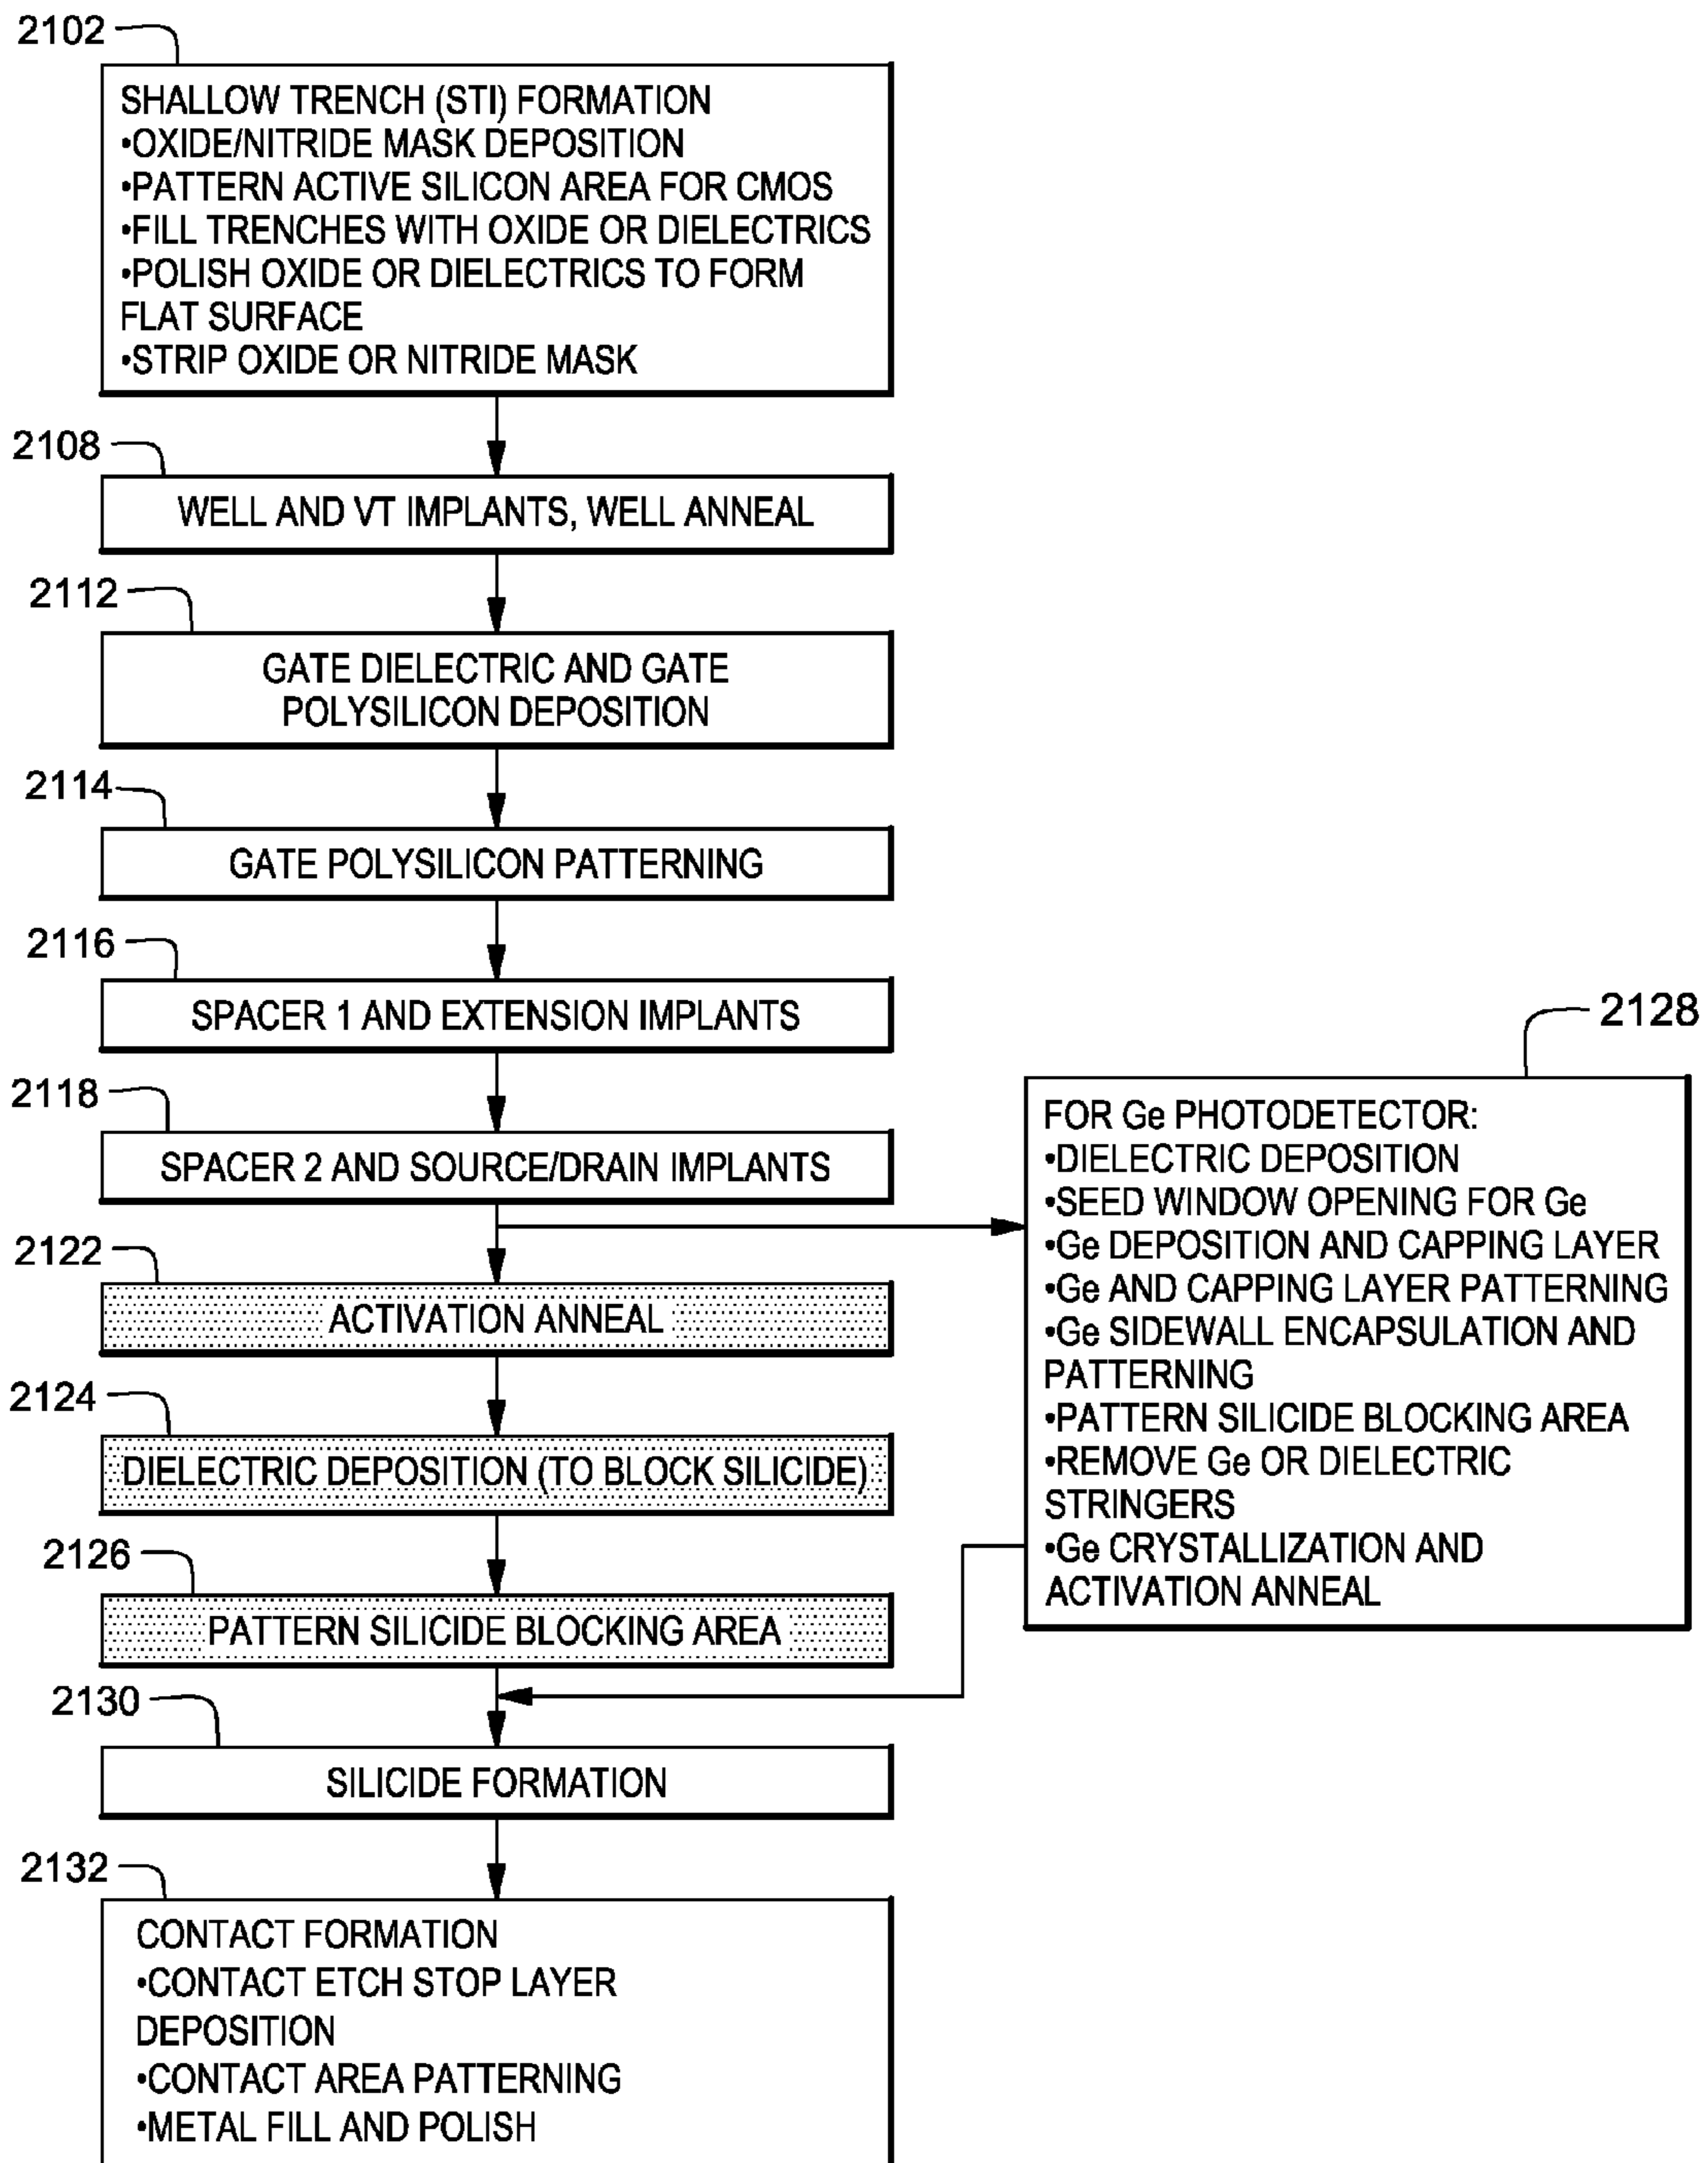 2102
SHALLOW TRENCH (STI) FORMATION
•OXIDE/NITRIDE MASK DEPOSITION
•PATTERN ACTIVE SILICON AREA FOR CMOS
•FILL TRENCHES WITH OXIDE OR DIELECTRICS
•POLISH OXIDE OR DIELECTRICS TO FORM
FLAT SURFACE
•STRIP OXIDE OR NITRIDE MASK
2108
WELL AND VT IMPLANTS, WELL ANNEAL
2112
GATE DIELECTRIC AND GATE
POLYSILICON DEPOSITION
2114
GATE POLYSILICON PATTERNING
2116
SPACER 1 AND EXTENSION IMPLANTS
2118
SPACER 2 AND SOURCE/DRAIN IMPLANTS
2122
ACTIVATION ANNEAL
2124
DIELECTRIC DEPOSITION (TO BLOCK SILICIDE)
2126
PATTERN SILICIDE BLOCKING AREA
2128
FOR Ge PHOTODETECTOR:
•DIELECTRIC DEPOSITION
•SEED WINDOW OPENING FOR Ge
•Ge DEPOSITION AND CAPPING LAYER
•Ge AND CAPPING LAYER PATTERNING
•Ge SIDEWALL ENCAPSULATION AND
PATTERNING
•PATTERN SILICIDE BLOCKING AREA
•REMOVE Ge OR DIELECTRIC
STRINGERS
•Ge CRYSTALLIZATION AND
ACTIVATION ANNEAL
2130
SILICIDE FORMATION
2132
CONTACT FORMATION
•CONTACT ETCH STOP LAYER
DEPOSITION
•CONTACT AREA PATTERNING
•METAL FILL AND POLISH